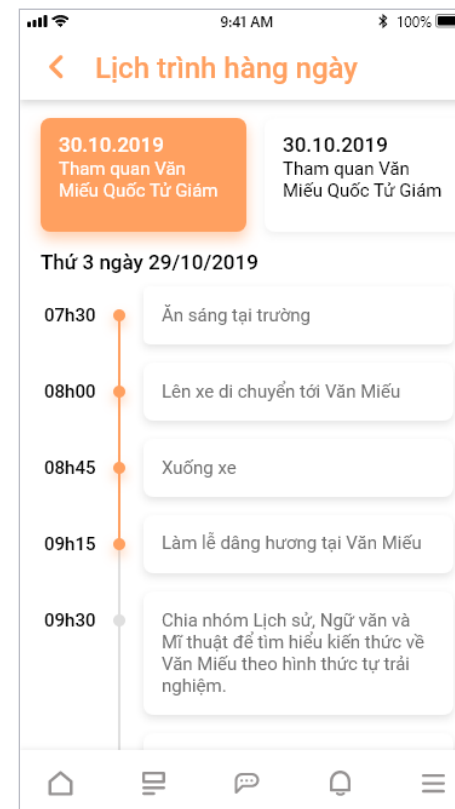 9:41 AM
100%
Lịch trình hàng ngày
30.10.2019
Tham quan Văn
Miếu Quốc Tử Giám
30.10.2019
Tham quan Văn
Miếu Quốc Tử Giám
Thứ 3 ngày 29/10/2019
07h30
Ăn sáng tại trường
08h00
Lên xe di chuyển tới Văn Miếu
08h45
Xuống xe
09h15
Làm lễ dâng hương tại Văn Miếu
09h30
Chia nhóm Lịch sử, Ngữ văn và
Mĩ thuật để tìm hiểu kiến thức về
Văn Miếu theo hình thức tự trải
nghiệm.